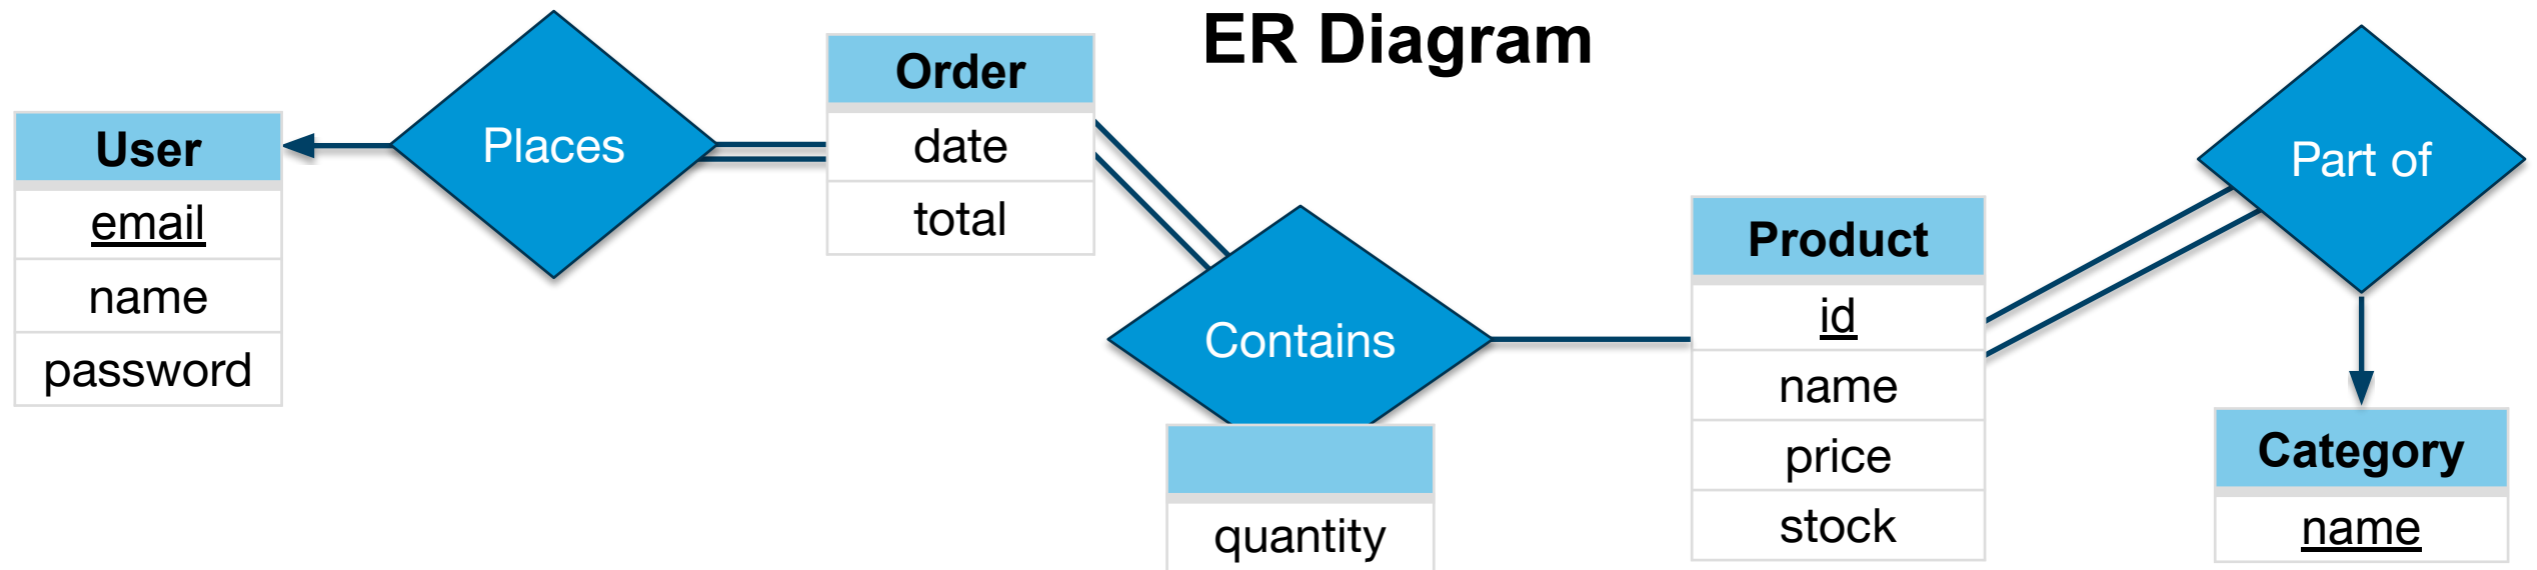 ER Diagram
User
email
name
password
Places
Order
date
total
Contains
quantity
Product
id
name
price
stock
Part of
Category
name